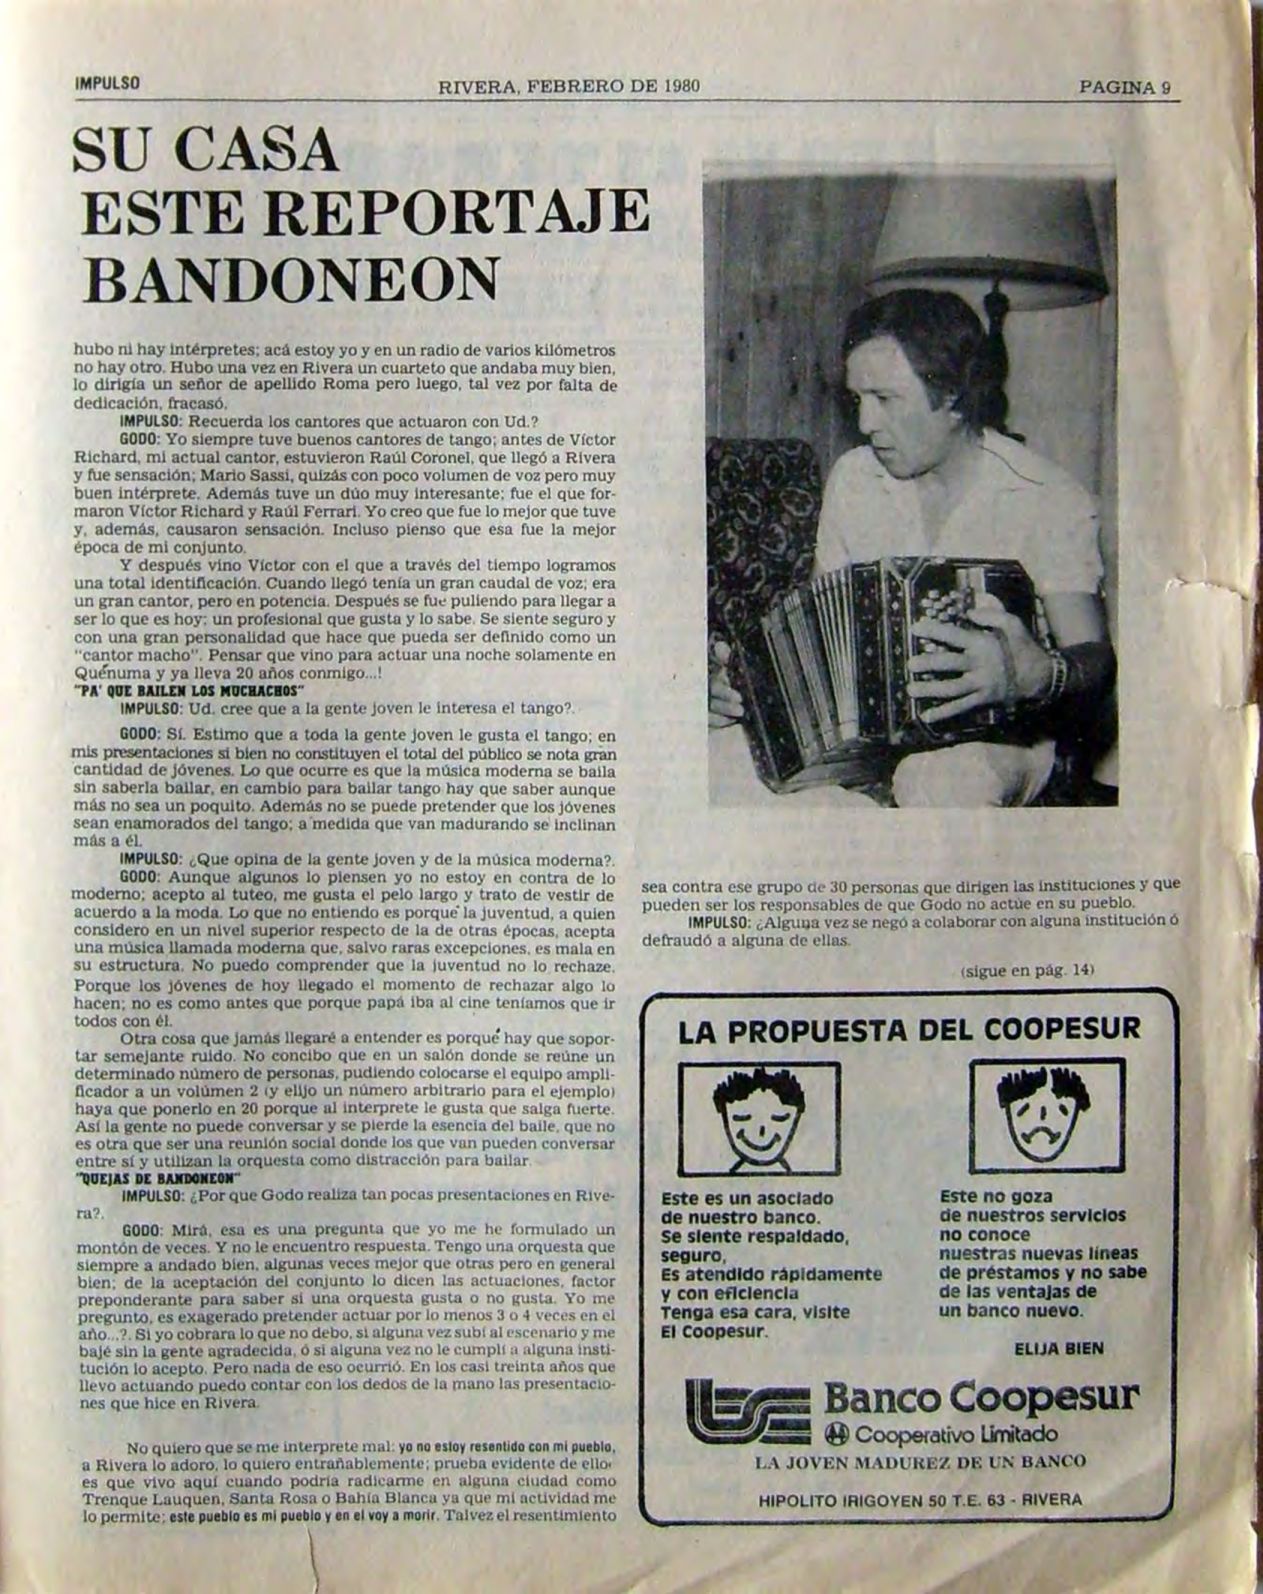 IMPULSO
RIVERA, FEBRERO DE 1980
PAGINA 9
SU CASA
ESTE REPORTAJE
BANDONEON
hubo ni hay intérpretes; acá estoy yo y en un radio de varios kilómetros
no hay otro. Hubo una vez en Rivera un cuarteto que andaba muy bien,
lo dirigía un señor de apellido Roma pero luego, tal vez por falta de
dedicación, fracasó.
IMPULSO: Recuerda los cantores que actuaron con Ud.?
GODO: Yo siempre tuve buenos cantores de tango; antes de Víctor
Richard, mi actual cantor, estuvieron Raúl Coronel, que llegó a Rivera
y fue sensación; Mario Sassi, quizás con poco volumen de voz pero muy
buen intérprete. Además tuve un dúo muy interesante; fue el que for-
maron Víctor Richard y Raúl Ferrari. Yo creo que fue lo mejor que tuve
y, además, causaron sensación. Incluso pienso que esa fue la mejor
época de mi conjunto.
Y después vino Víctor con el que a través del tiempo logramos
una total identificación. Cuando llegó tenía un gran caudal de voz; era
un gran cantor, pero en potencia. Después se fue puliendo para llegar a
ser lo que es hoy: un profesional que gusta y lo sabe. Se siente seguro y
con una gran personalidad que hace que pueda ser definido como un
"cantor macho". Pensar que vino para actuar una noche solamente en
Quénuma y ya lleva 20 años conmigo...!
"PA' QUE BAILEN LOS MUCHACHOS"
IMPULSO: Ud. cree que a la gente joven le interesa el tango?.
GODO: Sí. Estimo que a toda la gente joven le gusta el tango; en
mis presentaciones si bien no constituyen el total del público se nota gran
cantidad de jóvenes. Lo que ocurre es que la música moderna se baila
sin saberla bailar, en cambio para bailar tango hay que saber aunque
más no sea un poquito. Además no se puede pretender que los jóvenes
sean enamorados del tango; a medida que van madurando se inclinan
más a él.
IMPULSO: ¿Que opina de la gente joven y de la música moderna?.
GODO: Aunque algunos lo piensen yo no estoy en contra de lo
moderno; acepto al tuteo, me gusta el pelo largo y trato de vestir de
acuerdo a la moda. Lo que no entiendo es porqué la juventud, a quien
considero en un nivel superior respecto de la de otras épocas, acepta
una música llamada moderna que, salvo raras excepciones, es mala en
su estructura. No puedo comprender que la juventud no lo rechaze.
Porque los jóvenes de hoy llegado el momento de rechazar algo lo
hacen; no es como antes que porque papá iba al cine teníamos que ir
todos con él.
Otra cosa que jamás llegaré a entender es porqué hay que sopor-
tar semejante ruido. No concibo que en un salón donde se reúne un
determinado número de personas, pudiendo colocarse el equipo ampli-
ficador a un volúmen 2 (y elijo un número arbitrario para el ejemplo)
haya que ponerlo en 20 porque al interprete le gusta que salga fuerte.
Así la gente no puede conversar y se pierde la esencia del baile, que no
es otra que ser una reunión social donde los que van pueden conversar
entre sí y utilizan la orquesta como distracción para bailar.
"QUEJAS DE BANDONEON"
IMPULSO: ¿Por que Godo realiza tan pocas presentaciones en Rive-
ra?.
GODO: Mirá, esa es una pregunta que yo me he formulado un
montón de veces. Y no le encuentro respuesta. Tengo una orquesta que
siempre a andado bien, algunas veces mejor que otras pero en general
bien; de la aceptación del conjunto lo dicen las actuaciones, factor
preponderante para saber si una orquesta gusta o no gusta. Yo me
pregunto, es exagerado pretender actuar por lo menos 3 o 4 veces en el
año...?. Si yo cobrara lo que no debo, si alguna vez subí al escenario y me
bajé sin la gente agradecida, ó si alguna vez no le cumplí a alguna insti-
tución lo acepto. Pero nada de eso ocurrió. En los casi treinta años que
llevo actuando puedo contar con los dedos de la mano las presentacio-
nes que hice en Rivera.
No quiero que se me interprete mal: yo no estoy resentido con mi pueblo,
a Rivera lo adoro, lo quiero entrañablemente; prueba evidente de ello
es que vivo aquí cuando podría radicarme en alguna ciudad como
Trenque Lauquen, Santa Rosa o Bahía Blanca ya que mi actividad me
lo permite; este pueblo es mi pueblo y en el voy a morir. Talvez el resentimiento
sea contra ese grupo de 30 personas que dirigen las instituciones y que
pueden ser los responsables de que Godo no actúe en su pueblo.
IMPULSO: ¿Alguna vez se negó a colaborar con alguna institución ó
defraudó a alguna de ellas.
(sigue en pág. 14)
LA PROPUESTA DEL COOPESUR
Este es un asociado
de nuestro banco.
Se siente respaldado,
seguro,
Es atendido rápidamente
y con eficiencia
Tenga esa cara, visite
El Coopesur.
Este no goza
de nuestros servicios
no conoce
nuestras nuevas líneas
de préstamos y no sabe
de las ventajas de
un banco nuevo.
ELIJA BIEN
Banco Coopesur
Cooperativo Limitado
LA JOVEN MADUREZ DE UN BANCO
HIPOLITO IRIGOYEN 50 T.E. 63 - RIVERA